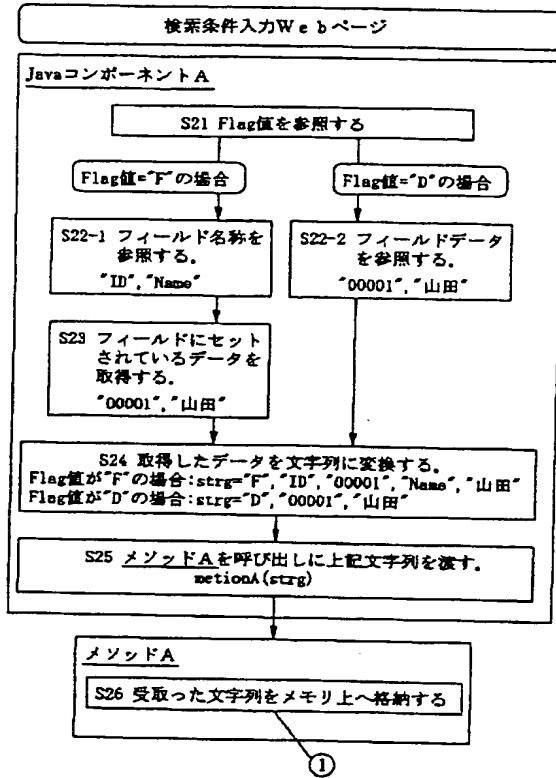 検索条件入力Ｗｅｂページ
JavaコンポーネントA
S21 Flag値を参照する
Flag値="F"の場合
Flag値="D"の場合
S22-1 フィールド名称を
参照する。
"ID","Name"
S22-2 フィールドデータ
を参照する。
"00001","山田"
S23 フィールドにセット
されているデータを
取得する。
"00001","山田"
S24 取得したデータを文字列に変換する。
Flag値が"F"の場合:strg="F","ID","00001","Name","山田"
Flag値が"D"の場合:strg="D","00001","山田"
S25 メソッドAを呼び出しに上記文字列を渡す。
metionA(strg)
メソッドA
S26 受取った文字列をメモリ上へ格納する
1